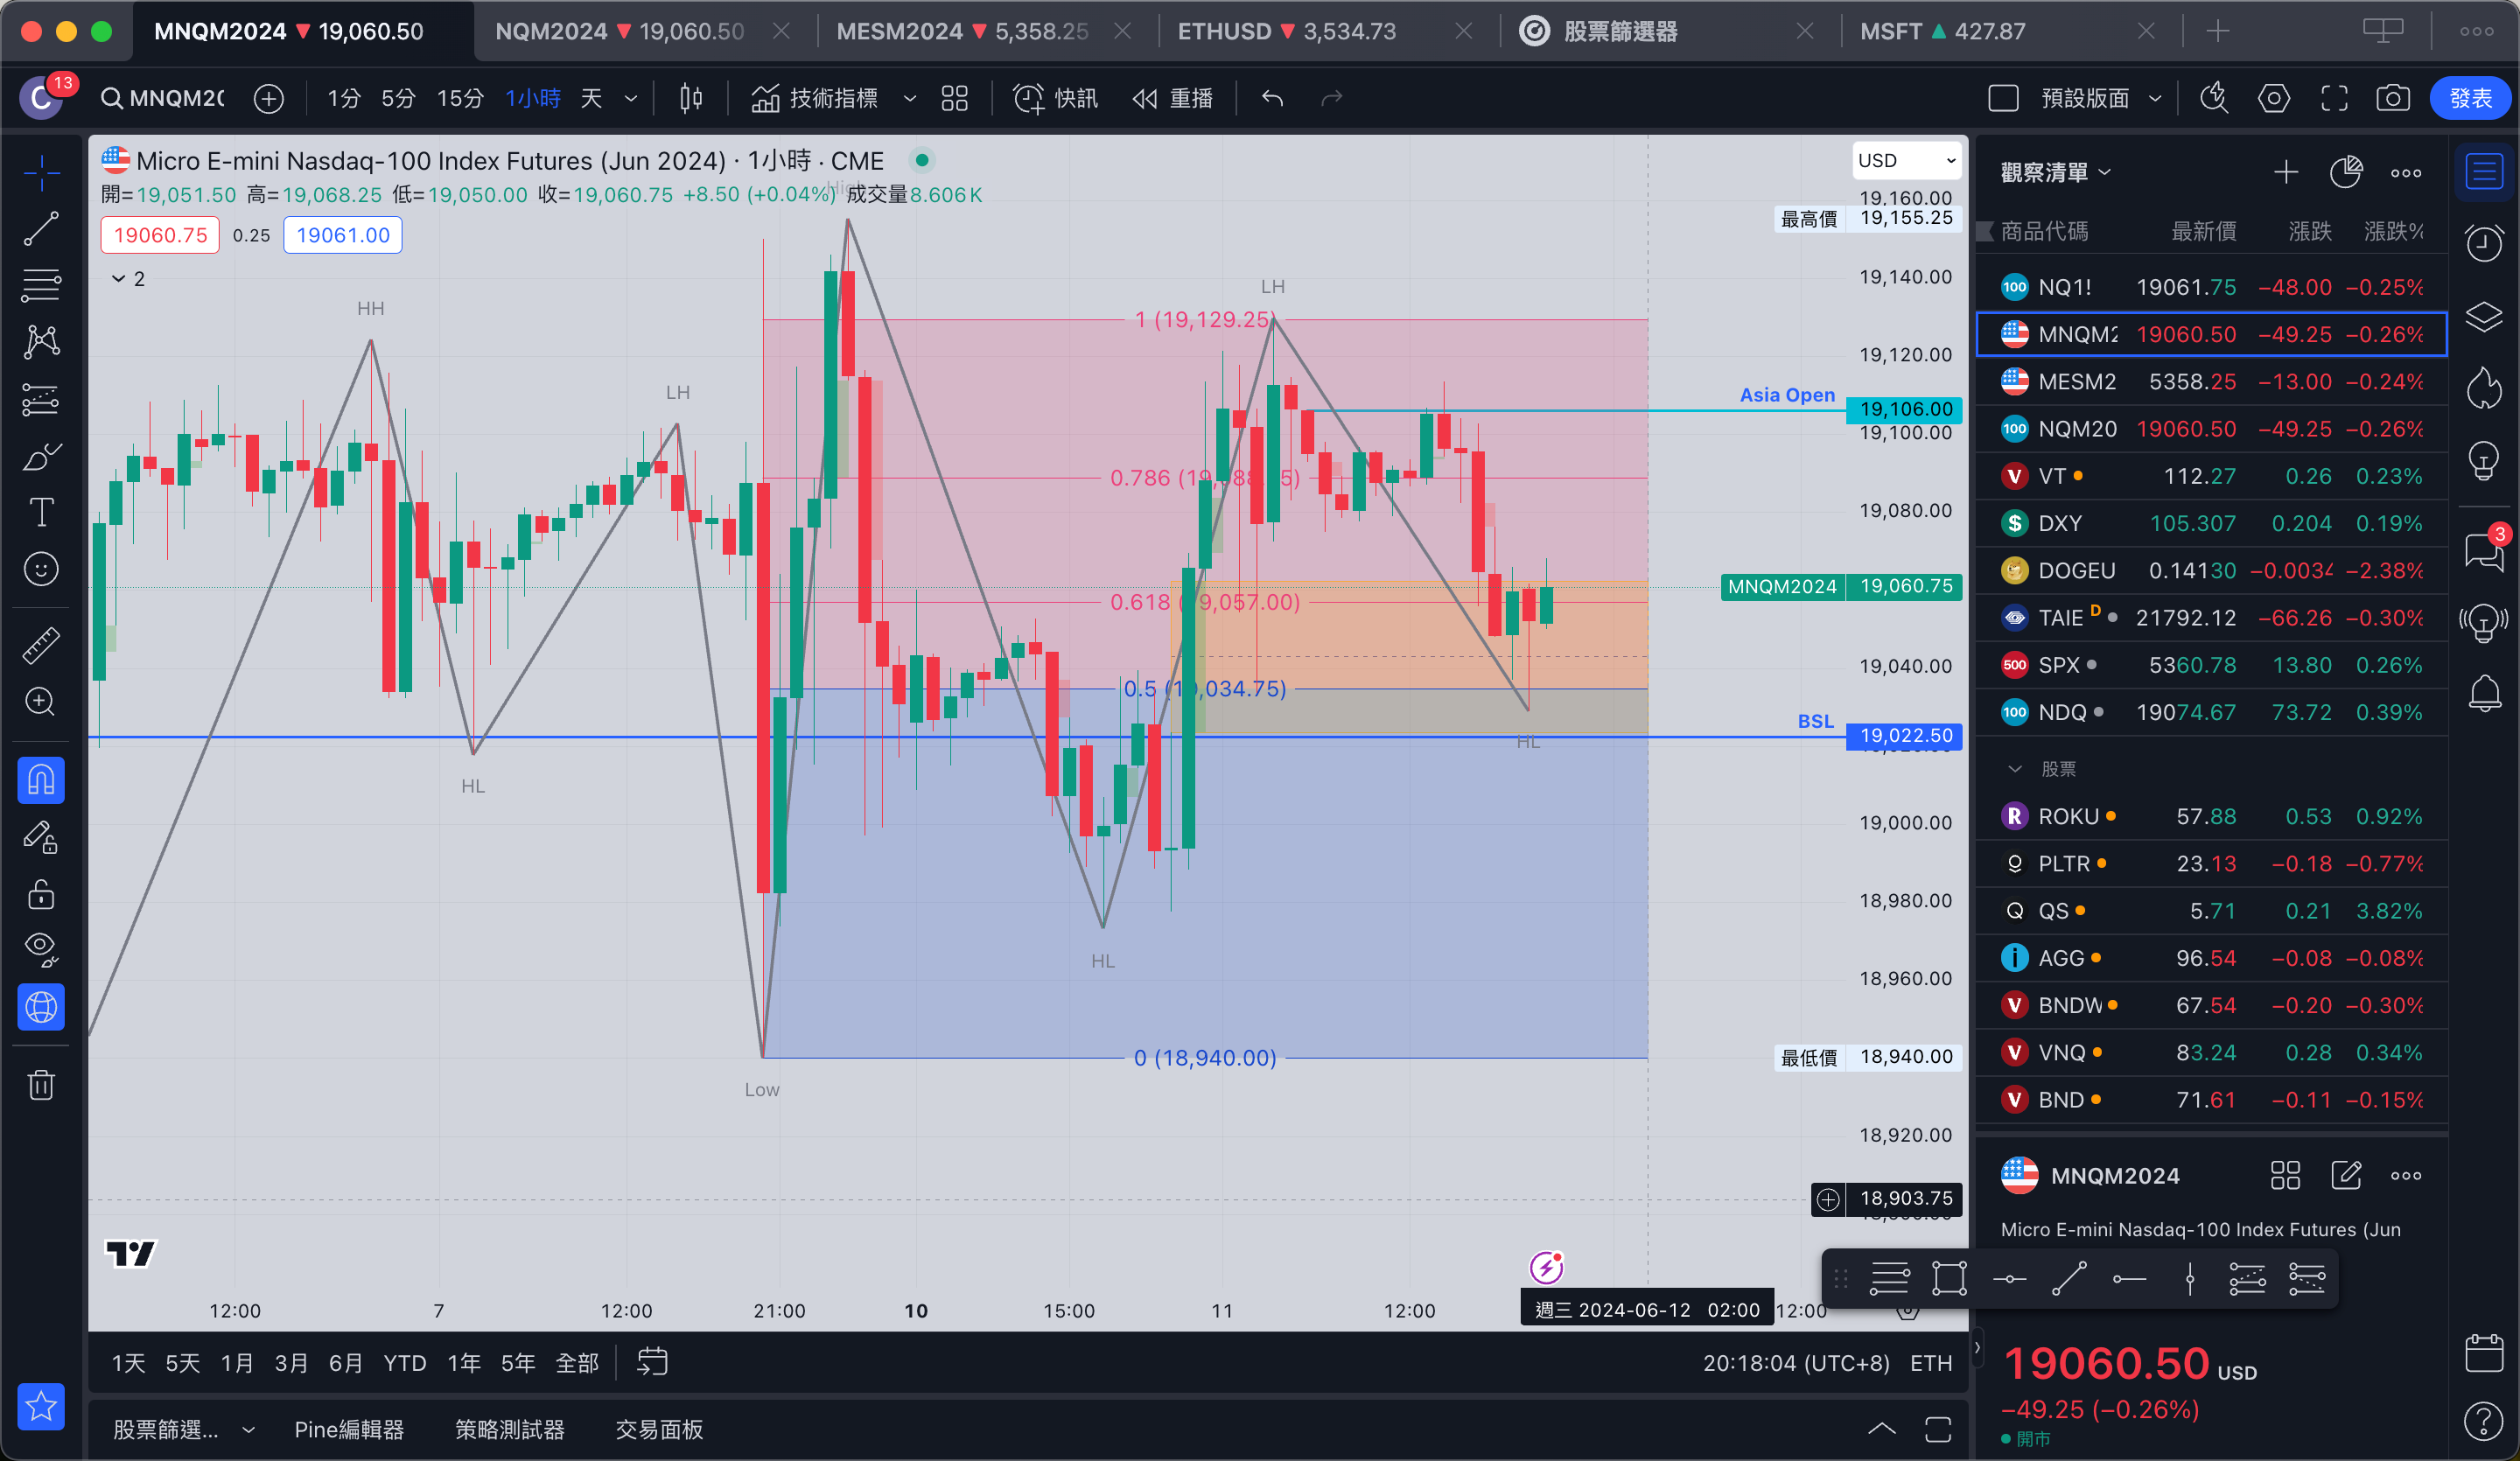 MNQM2024 ▼ 19,060.50
NQM2024 ▼ 19,060.50
MESM2024 ▼ 5,358.25
ETHUSD ▼ 3,534.73
股票篩選器
MSFT ▲ 427.87
C
13
MNQM20
1分 5分 15分 1小時 天
技術指標
快訊
重播
預設版面
發表
Micro E-mini Nasdaq-100 Index Futures (Jun 2024) · 1小時 · CME
開=19,051.50 高=19,068.25 低=19,050.00 收=19,060.75 +8.50 (+0.04%) 成交量8.606K
19060.75 0.25 19061.00
2
High
HH
LH
LH
HL
HL
HL
Low
1 (19,129.25)
0.786
0.618
0.5
0 (18,940.00)
Asia Open
BSL
USD
19,160.00
最高價 19,155.25
19,140.00
19,120.00
19,106.00
19,100.00
19,080.00
MNQM2024 19,060.75
19,040.00
19,022.50
19,000.00
18,980.00
18,960.00
最低價 18,940.00
18,920.00
18,903.75
12:00 7 12:00 21:00 10 15:00 11 12:00 週三 2024-06-12 02:00 12:00
1天 5天 1月 3月 6月 YTD 1年 5年 全部
20:18:04 (UTC+8) ETH
股票篩選... Pine編輯器 策略測試器 交易面板
觀察清單
商品代碼 最新價 漲跌 漲跌%
100 NQ1! 19061.75 −48.00 −0.25%
MNQM2 19060.50 −49.25 −0.26%
MESM2 5358.25 −13.00 −0.24%
100 NQM20 19060.50 −49.25 −0.26%
V VT 112.27 0.26 0.23%
$ DXY 105.307 0.204 0.19%
DOGEU 0.14130 −0.0034 −2.38%
TAIE D 21792.12 −66.26 −0.30%
500 SPX 5360.78 13.80 0.26%
100 NDQ 19074.67 73.72 0.39%
股票
R ROKU 57.88 0.53 0.92%
PLTR 23.13 −0.18 −0.77%
Q QS 5.71 0.21 3.82%
i AGG 96.54 −0.08 −0.08%
V BNDW 67.54 −0.20 −0.30%
V VNQ 83.24 0.28 0.34%
V BND 71.61 −0.11 −0.15%
MNQM2024
Micro E-mini Nasdaq-100 Index Futures (Jun
19060.50 USD
−49.25 (−0.26%)
開市
3